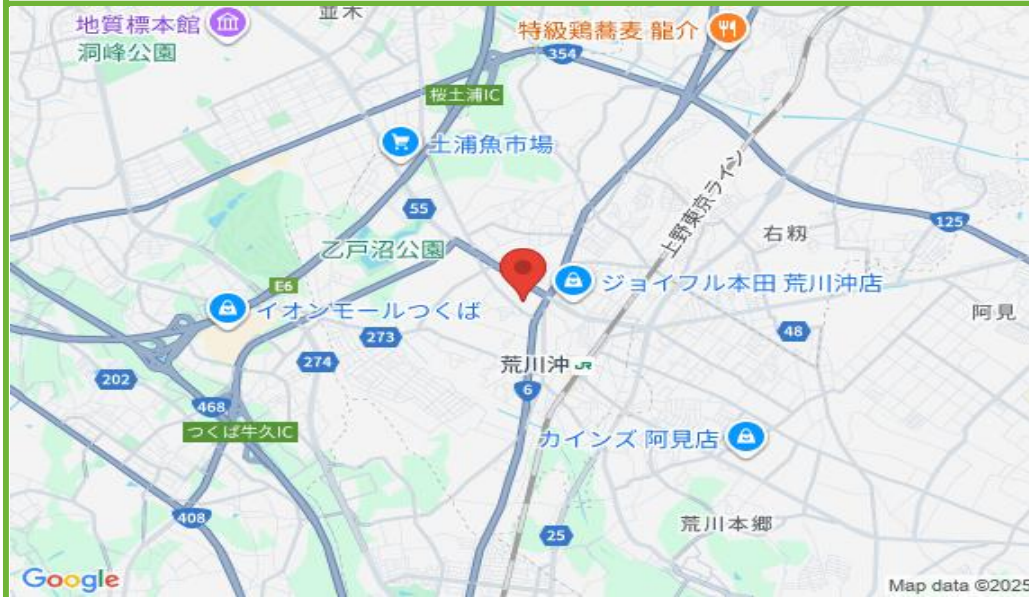 地質標本館
並木
特級鶏蕎麦 龍介
洞峰公園
354
桜土浦IC
土浦魚市場
上野東京ライン
55
125
右籾
乙戸沼公園
E6
ジョイフル本田 荒川沖店
イオンモールつくば
阿見
273
48
274
荒川沖 JR
202
6
468
つくば牛久IC
カインズ 阿見店
408
荒川本郷
25
Google
Map data ©2025